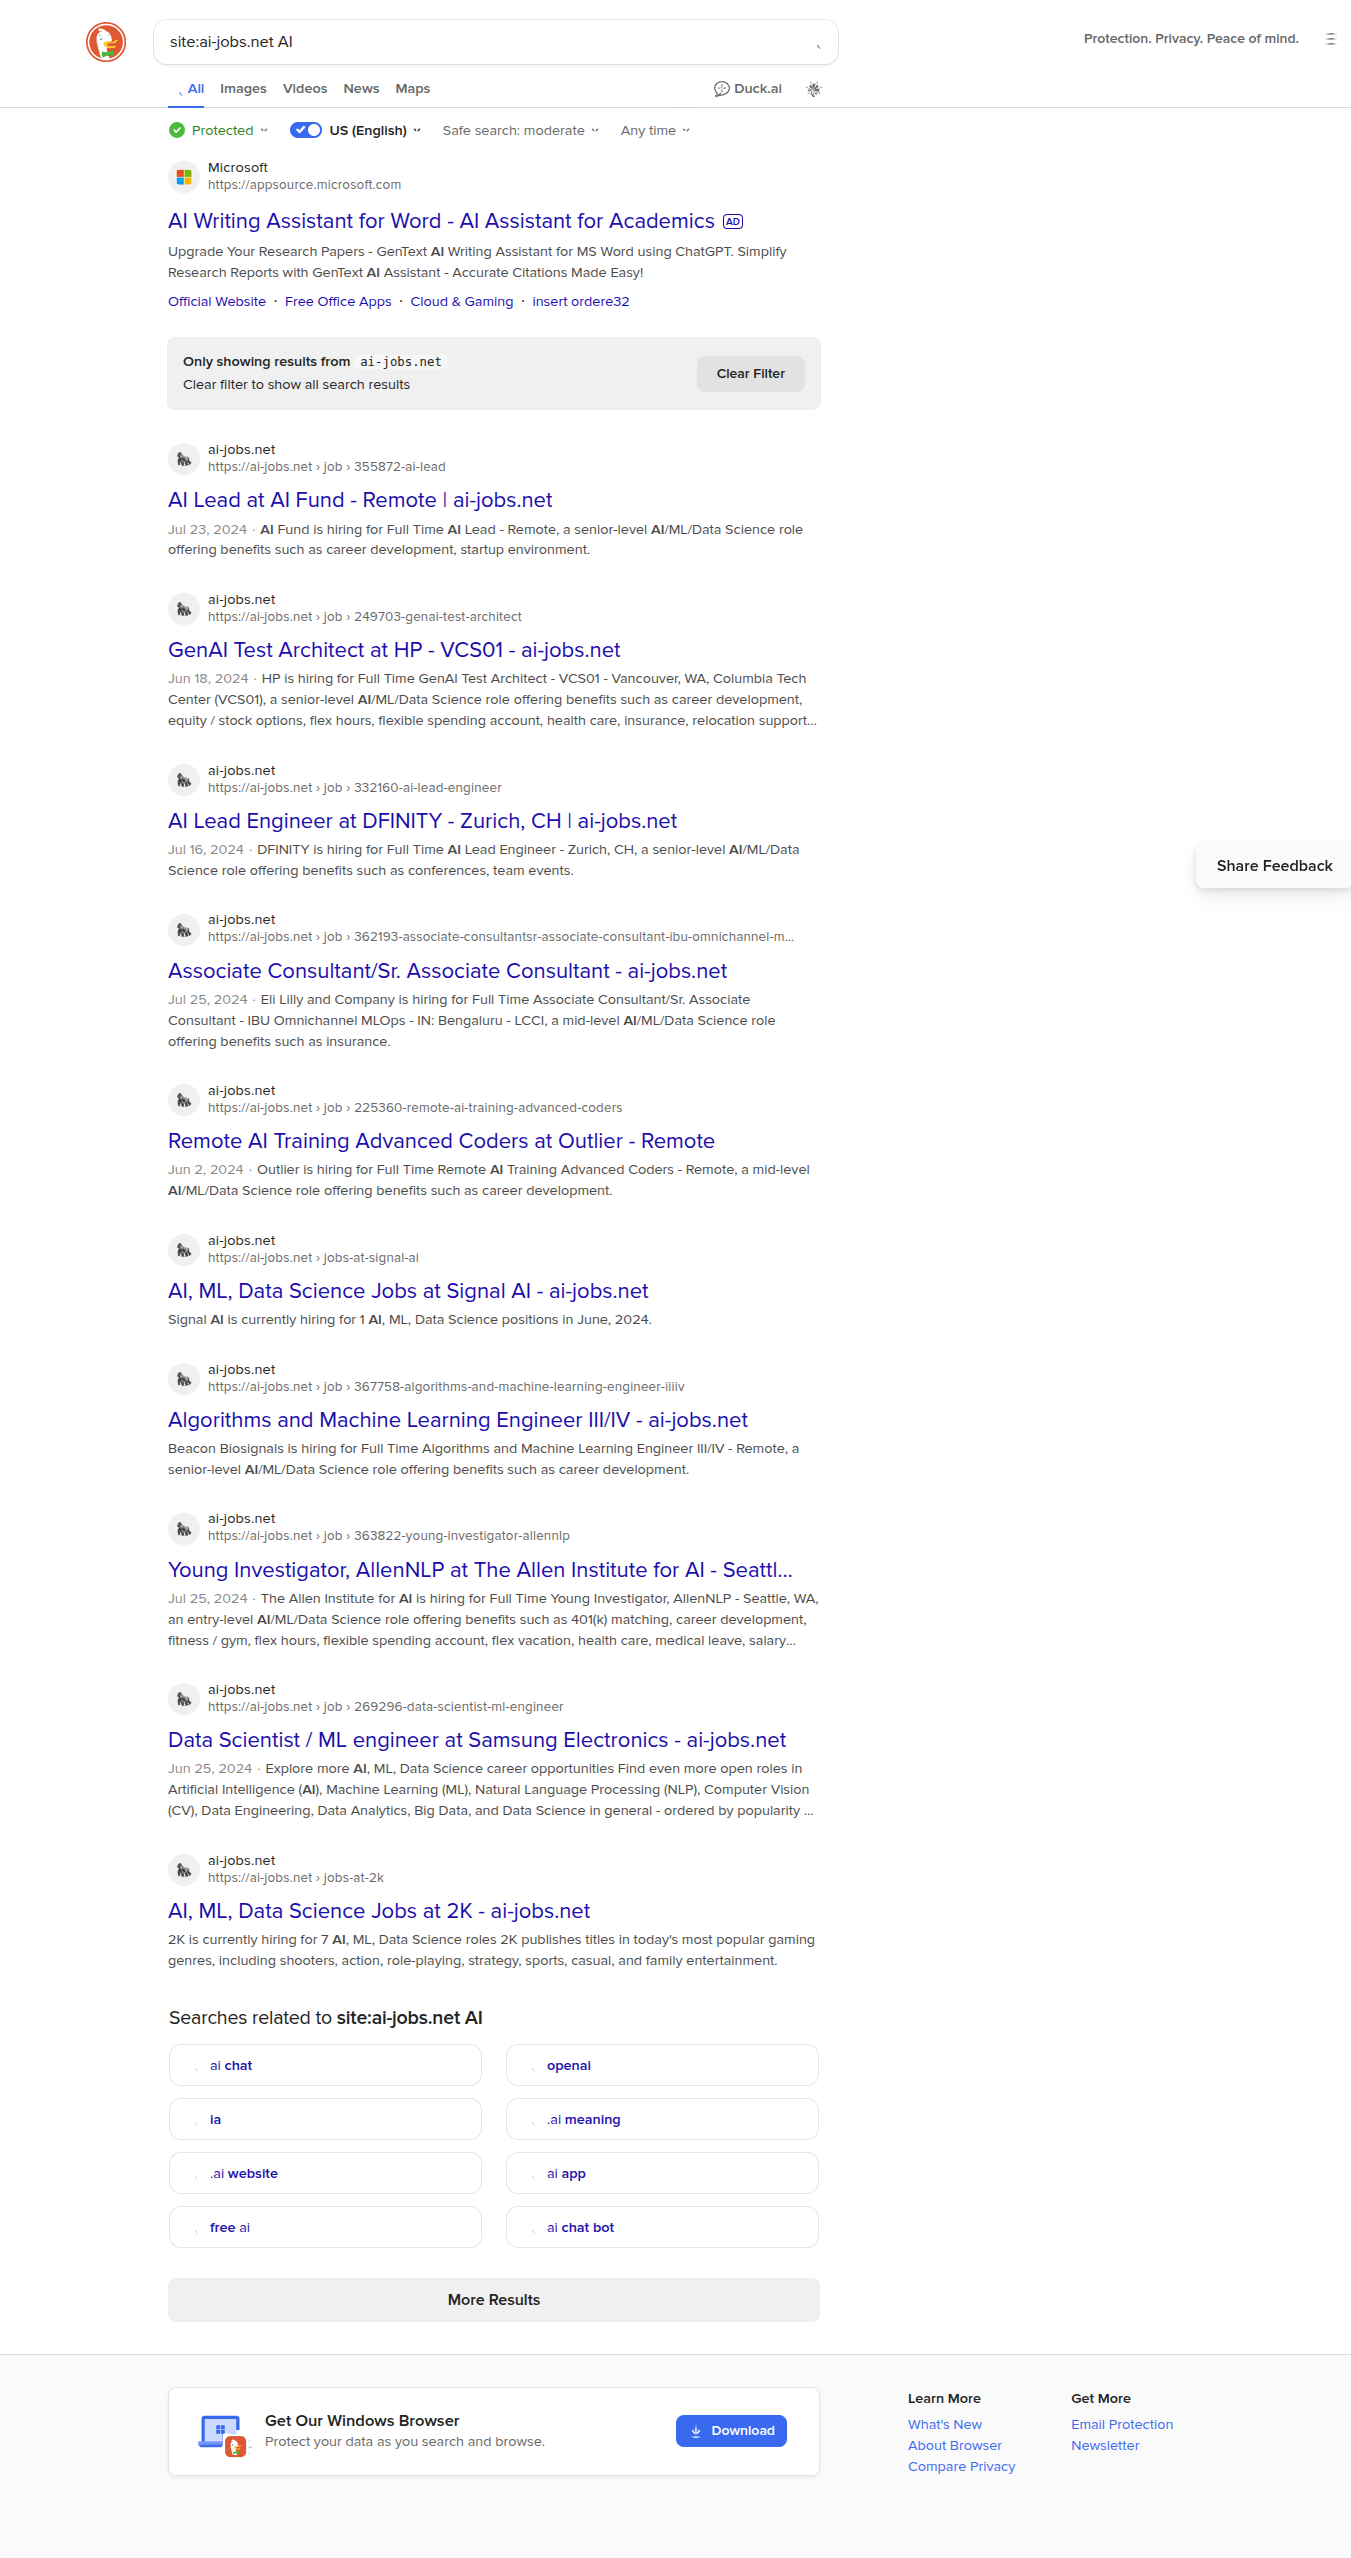 site:ai-jobs.net AI
Protection. Privacy. Peace of mind.
All Images Videos News Maps Duck.ai
Protected US (English) Safe search: moderate Any time
Microsoft
https://appsource.microsoft.com
AI Writing Assistant for Word - AI Assistant for Academics AD
Upgrade Your Research Papers - GenText AI Writing Assistant for MS Word using ChatGPT. Simplify
Research Reports with GenText AI Assistant - Accurate Citations Made Easy!
Official Website · Free Office Apps · Cloud & Gaming · insert ordere32
Only showing results from ai-jobs.net
Clear filter to show all search results
Clear Filter
ai-jobs.net
https://ai-jobs.net › job › 355872-ai-lead
AI Lead at AI Fund - Remote | ai-jobs.net
Jul 23, 2024 · AI Fund is hiring for Full Time AI Lead - Remote, a senior-level AI/ML/Data Science role
offering benefits such as career development, startup environment.
ai-jobs.net
https://ai-jobs.net › job › 249703-genai-test-architect
GenAI Test Architect at HP - VCS01 - ai-jobs.net
Jun 18, 2024 · HP is hiring for Full Time GenAI Test Architect - VCS01 - Vancouver, WA, Columbia Tech
Center (VCS01), a senior-level AI/ML/Data Science role offering benefits such as career development,
equity / stock options, flex hours, flexible spending account, health care, insurance, relocation support...
ai-jobs.net
https://ai-jobs.net › job › 332160-ai-lead-engineer
AI Lead Engineer at DFINITY - Zurich, CH | ai-jobs.net
Jul 16, 2024 · DFINITY is hiring for Full Time AI Lead Engineer - Zurich, CH, a senior-level AI/ML/Data
Science role offering benefits such as conferences, team events.
Share Feedback
ai-jobs.net
https://ai-jobs.net › job › 362193-associate-consultantsr-associate-consultant-ibu-omnichannel-m...
Associate Consultant/Sr. Associate Consultant - ai-jobs.net
Jul 25, 2024 · Eli Lilly and Company is hiring for Full Time Associate Consultant/Sr. Associate
Consultant - IBU Omnichannel MLOps - IN: Bengaluru - LCCI, a mid-level AI/ML/Data Science role
offering benefits such as insurance.
ai-jobs.net
https://ai-jobs.net › job › 225360-remote-ai-training-advanced-coders
Remote AI Training Advanced Coders at Outlier - Remote
Jun 2, 2024 · Outlier is hiring for Full Time Remote AI Training Advanced Coders - Remote, a mid-level
AI/ML/Data Science role offering benefits such as career development.
ai-jobs.net
https://ai-jobs.net › jobs-at-signal-ai
AI, ML, Data Science Jobs at Signal AI - ai-jobs.net
Signal AI is currently hiring for 1 AI, ML, Data Science positions in June, 2024.
ai-jobs.net
https://ai-jobs.net › job › 367758-algorithms-and-machine-learning-engineer-iiiiv
Algorithms and Machine Learning Engineer III/IV - ai-jobs.net
Beacon Biosignals is hiring for Full Time Algorithms and Machine Learning Engineer III/IV - Remote, a
senior-level AI/ML/Data Science role offering benefits such as career development.
ai-jobs.net
https://ai-jobs.net › job › 363822-young-investigator-allennlp
Young Investigator, AllenNLP at The Allen Institute for AI - Seattl...
Jul 25, 2024 · The Allen Institute for AI is hiring for Full Time Young Investigator, AllenNLP - Seattle, WA,
an entry-level AI/ML/Data Science role offering benefits such as 401(k) matching, career development,
fitness / gym, flex hours, flexible spending account, flex vacation, health care, medical leave, salary...
ai-jobs.net
https://ai-jobs.net › job › 269296-data-scientist-ml-engineer
Data Scientist / ML engineer at Samsung Electronics - ai-jobs.net
Jun 25, 2024 · Explore more AI, ML, Data Science career opportunities Find even more open roles in
Artificial Intelligence (AI), Machine Learning (ML), Natural Language Processing (NLP), Computer Vision
(CV), Data Engineering, Data Analytics, Big Data, and Data Science in general - ordered by popularity ...
ai-jobs.net
https://ai-jobs.net › jobs-at-2k
AI, ML, Data Science Jobs at 2K - ai-jobs.net
2K is currently hiring for 7 AI, ML, Data Science roles 2K publishes titles in today's most popular gaming
genres, including shooters, action, role-playing, strategy, sports, casual, and family entertainment.
Searches related to site:ai-jobs.net AI
ai chat openai
ia .ai meaning
.ai website ai app
free ai ai chat bot
More Results
Get Our Windows Browser
Protect your data as you search and browse.
Download
Learn More
What's New
About Browser
Compare Privacy
Get More
Email Protection
Newsletter